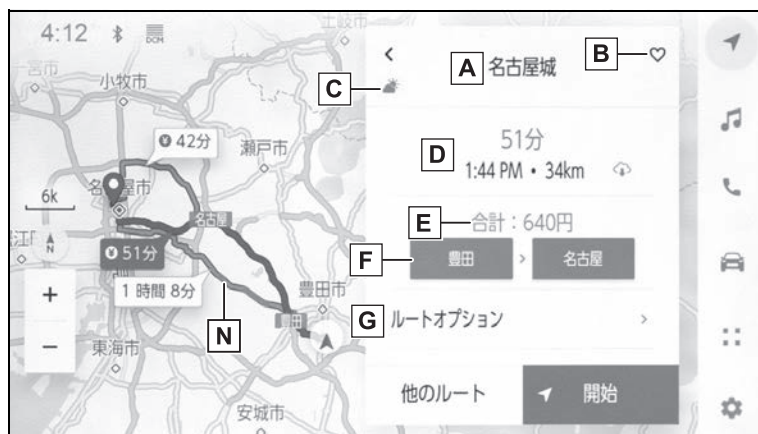 4:12
DCM
土岐市
一宮市
小牧市
¥ 42分
瀬戸市
6k
名 屋市
名古屋
N
¥ 51分
1 時間 8分
N
豊田市
豊田
+
−
東海市
安城市
A 名古屋城
B
C
D 51分
1:44 PM • 34km
E 合計：640円
F 豊田 > 名古屋
G ルートオプション >
他のルート
開始